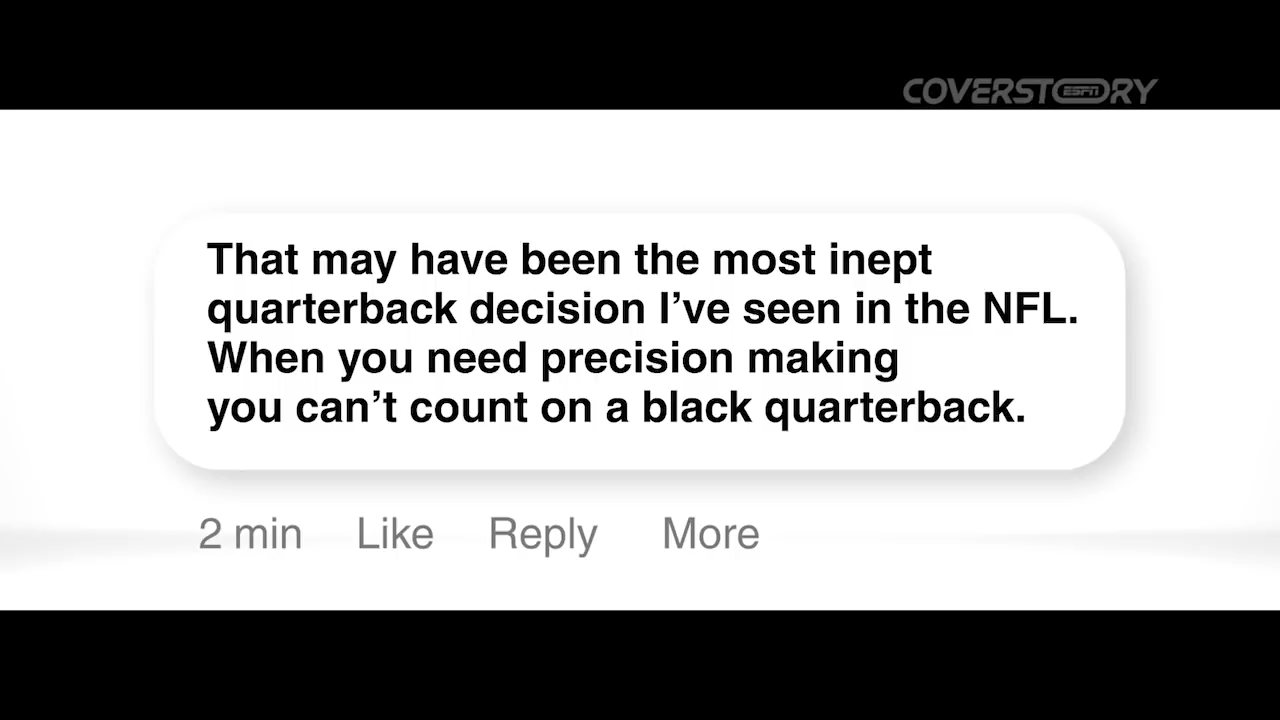 COVERSTORY
ESPN
That may have been the most inept
quarterback decision I’ve seen in the NFL.
When you need precision making
you can’t count on a black quarterback.
2 min Like Reply More